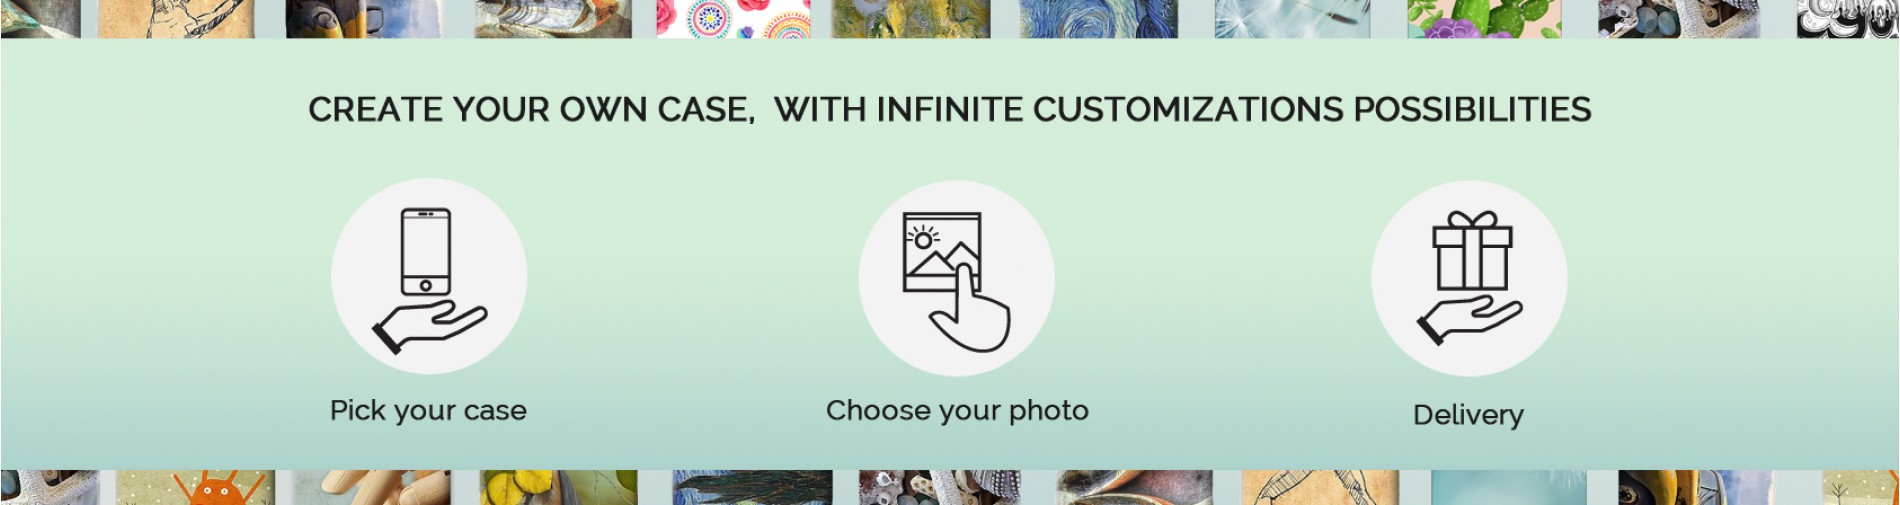 CREATE YOUR OWN CASE,  WITH INFINITE CUSTOMIZATIONS POSSIBILITIES
Pick your case
Choose your photo
Delivery